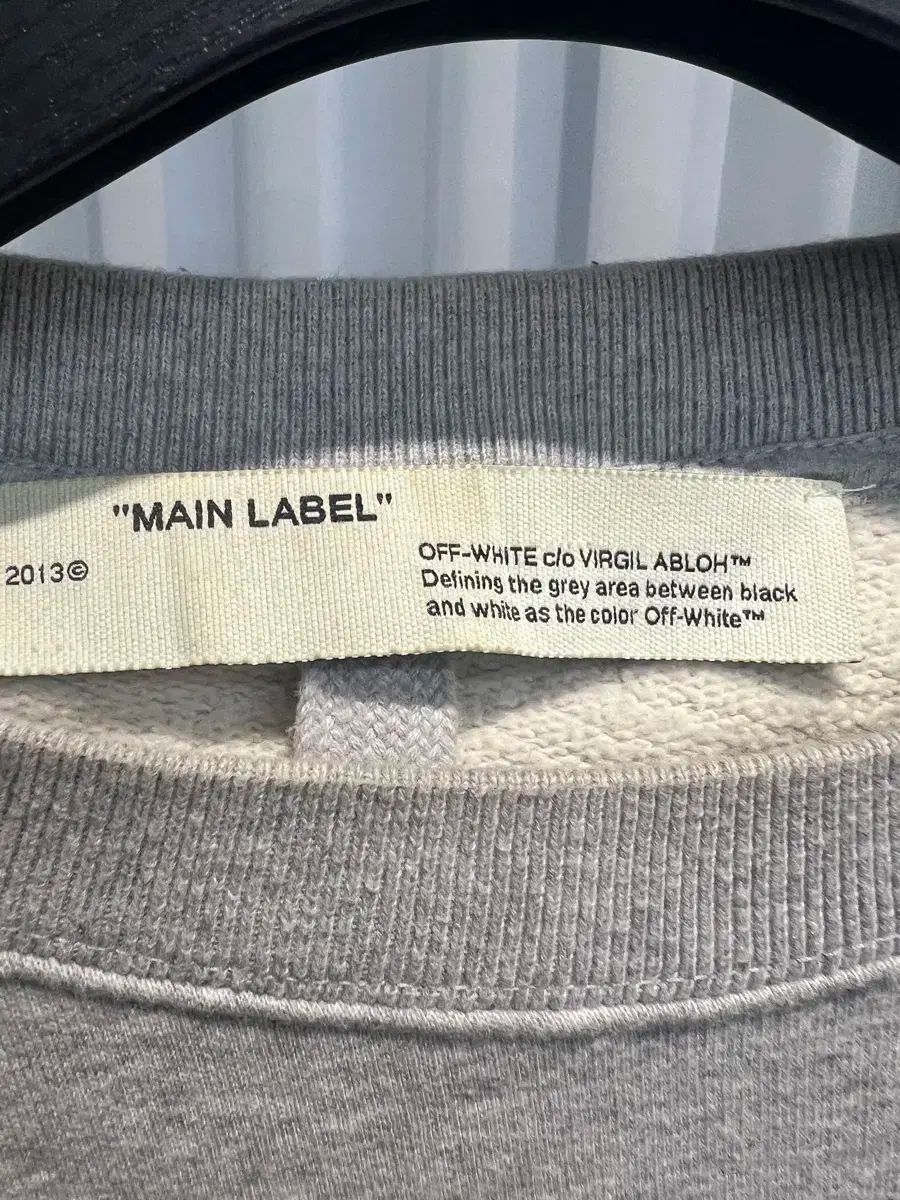 "MAIN LABEL"
2013©
OFF-WHITE c/o VIRGIL ABLOH™
Defining the grey area between black
and white as the color Off-White™